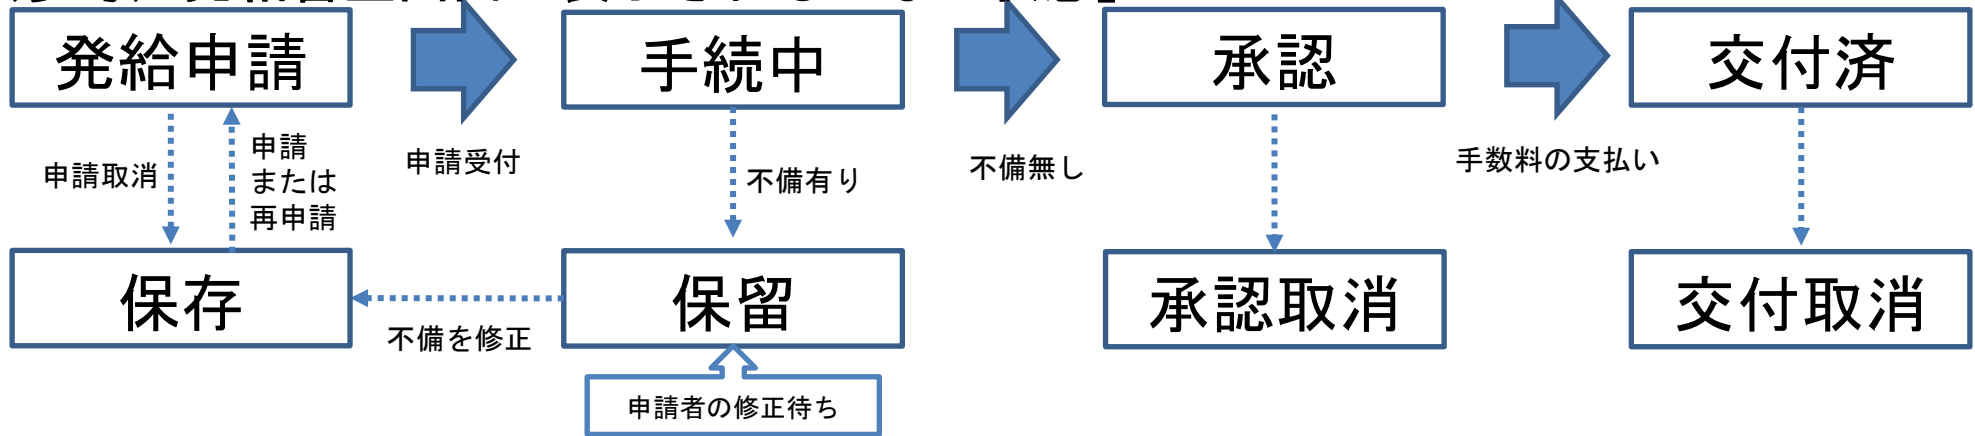 発給申請
手続中
承認
交付済
申請取消
申請
または
再申請
申請受付
不備有り
不備無し
手数料の支払い
保存
保留
承認取消
交付取消
不備を修正
申請者の修正待ち